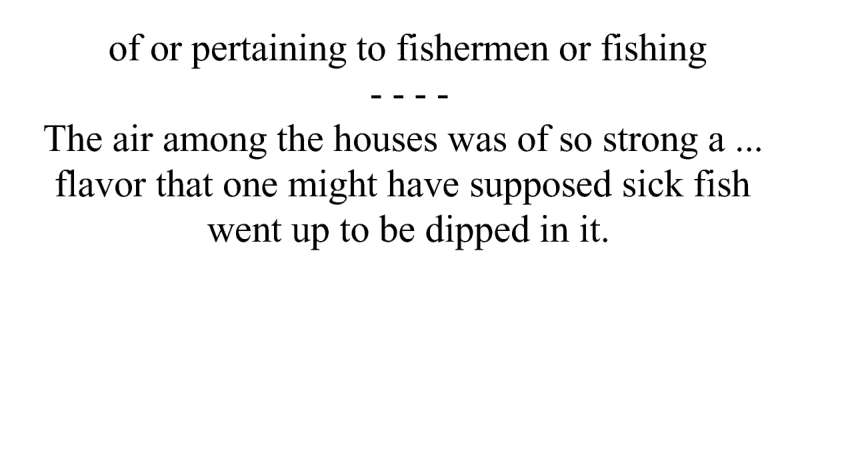 of or pertaining to fishermen or fishing
- - - -
The air among the houses was of so strong a ...
flavor that one might have supposed sick fish
went up to be dipped in it.